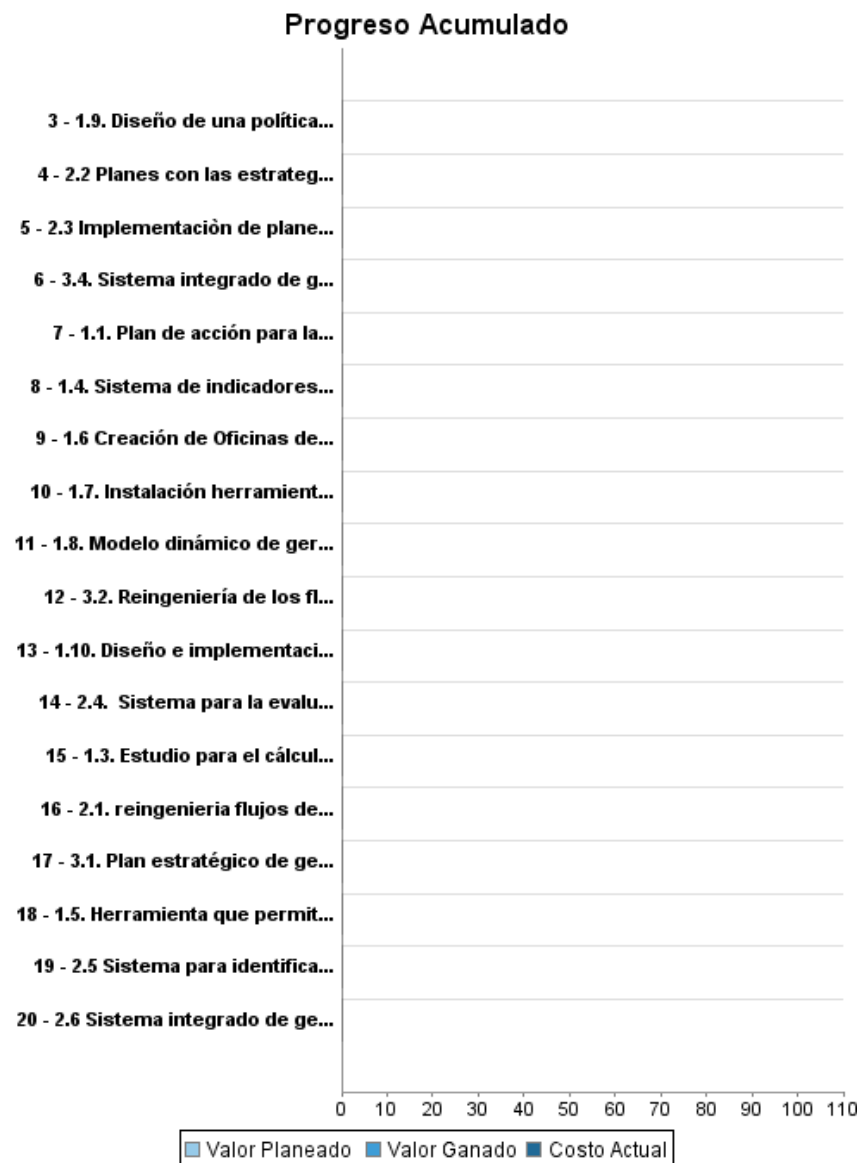 Progreso Acumulado
3 - 1.9. Diseño de una política...
4 - 2.2 Planes con las estrateg...
5 - 2.3 Implementaciòn de plane...
6 - 3.4. Sistema integrado de g...
7 - 1.1. Plan de acción para la...
8 - 1.4. Sistema de indicadores...
9 - 1.6 Creación de Oficinas de...
10 - 1.7. Instalación herramient...
11 - 1.8. Modelo dinámico de ger...
12 - 3.2. Reingeniería de los fl...
13 - 1.10. Diseño e implementaci...
14 - 2.4.  Sistema para la evalu...
15 - 1.3. Estudio para el cálcul...
16 - 2.1. reingenieria flujos de...
17 - 3.1. Plan estratégico de ge...
18 - 1.5. Herramienta que permit...
19 - 2.5 Sistema para identifica...
20 - 2.6 Sistema integrado de ge...
0 10 20 30 40 50 60 70 80 90 100 110
Valor Planeado Valor Ganado Costo Actual